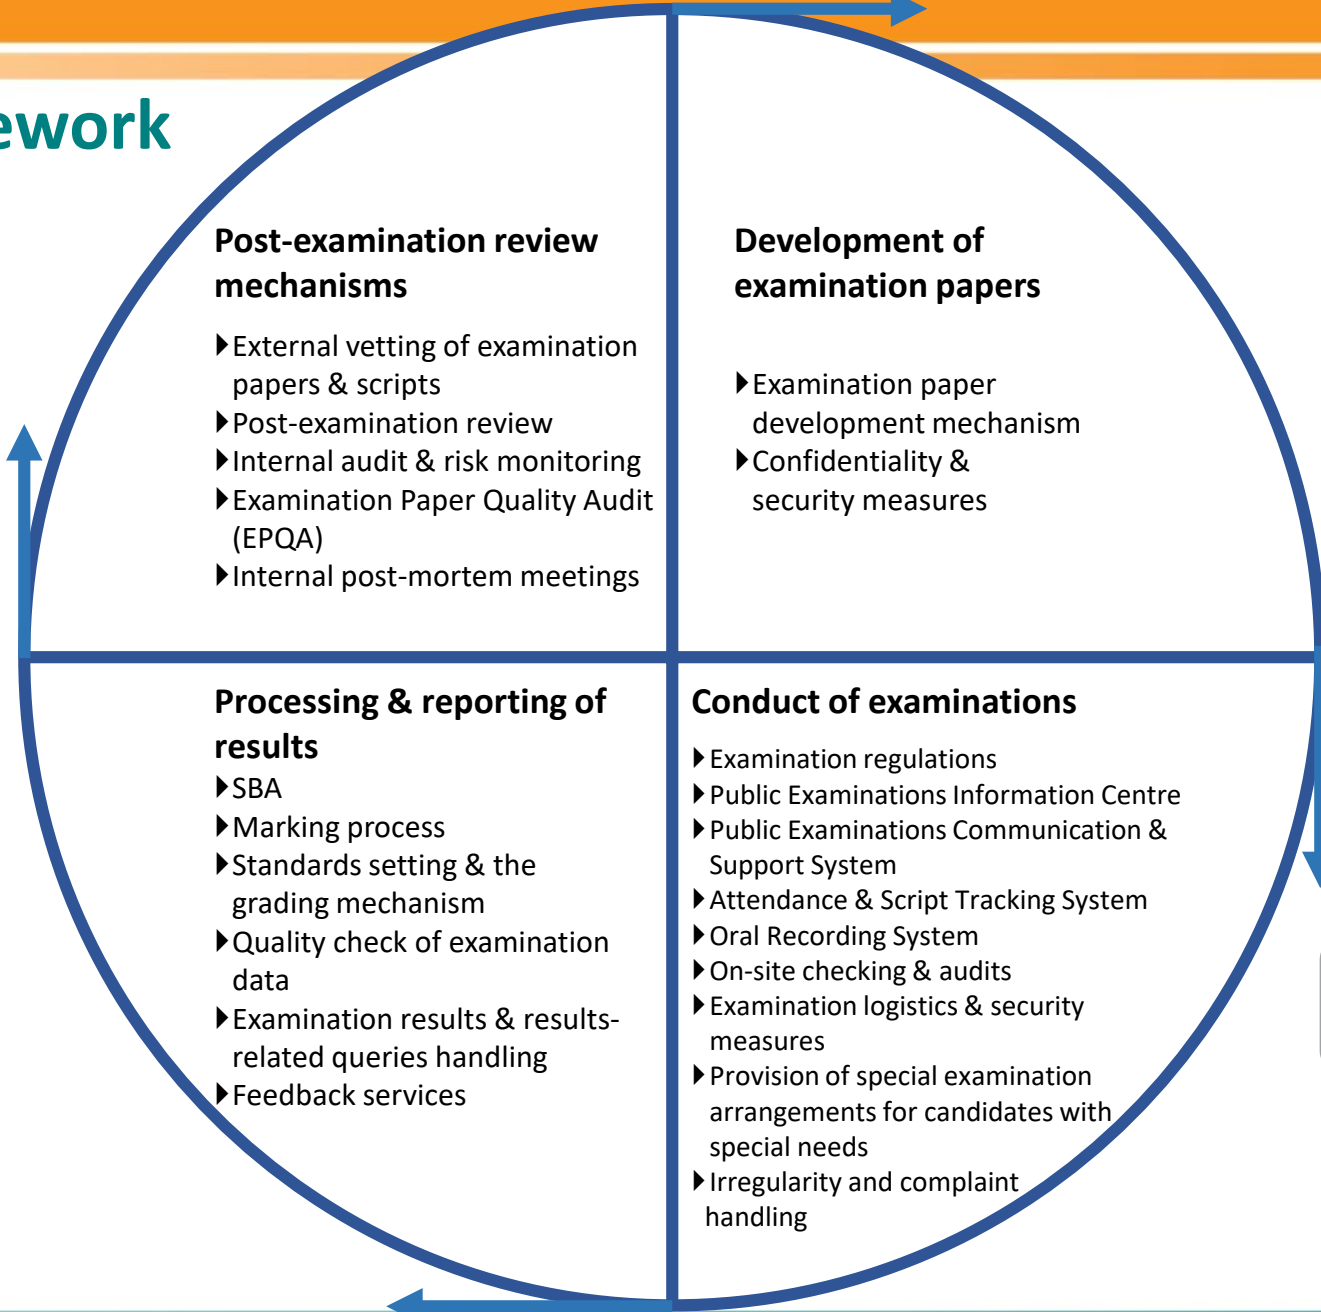 ework
Post-examination review
mechanisms
External vetting of examination
papers & scripts
Post-examination review
Internal audit & risk monitoring
Examination Paper Quality Audit
(EPQA)
Internal post-mortem meetings
Development of
examination papers
Examination paper
development mechanism
Confidentiality &
security measures
Processing & reporting of
results
SBA
Marking process
Standards setting & the
grading mechanism
Quality check of examination
data
Examination results & results-
related queries handling
Feedback services
Conduct of examinations
Examination regulations
Public Examinations Information Centre
Public Examinations Communication &
Support System
Attendance & Script Tracking System
Oral Recording System
On-site checking & audits
Examination logistics & security
measures
Provision of special examination
arrangements for candidates with
special needs
Irregularity and complaint
handling